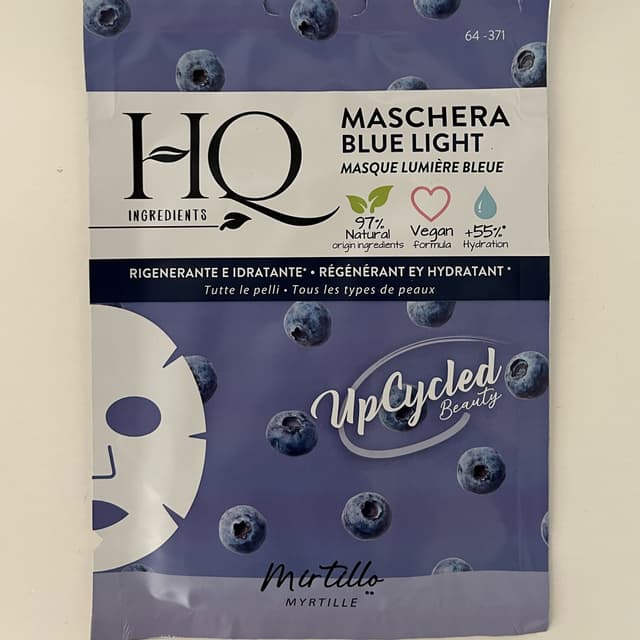 64-371
HQ
INGREDIENTS
MASCHERA
BLUE LIGHT
MASQUE LUMIÈRE BLEUE
97%
Natural
origin ingredients
Vegan
formula
+55%*
Hydration
RIGENERANTE E IDRATANTE* • RÉGÉNÉRANT EY HYDRATANT*
Tutte le pelli • Tous les types de peaux
UpCycled
Beauty
Mirtillo
MYRTILLE